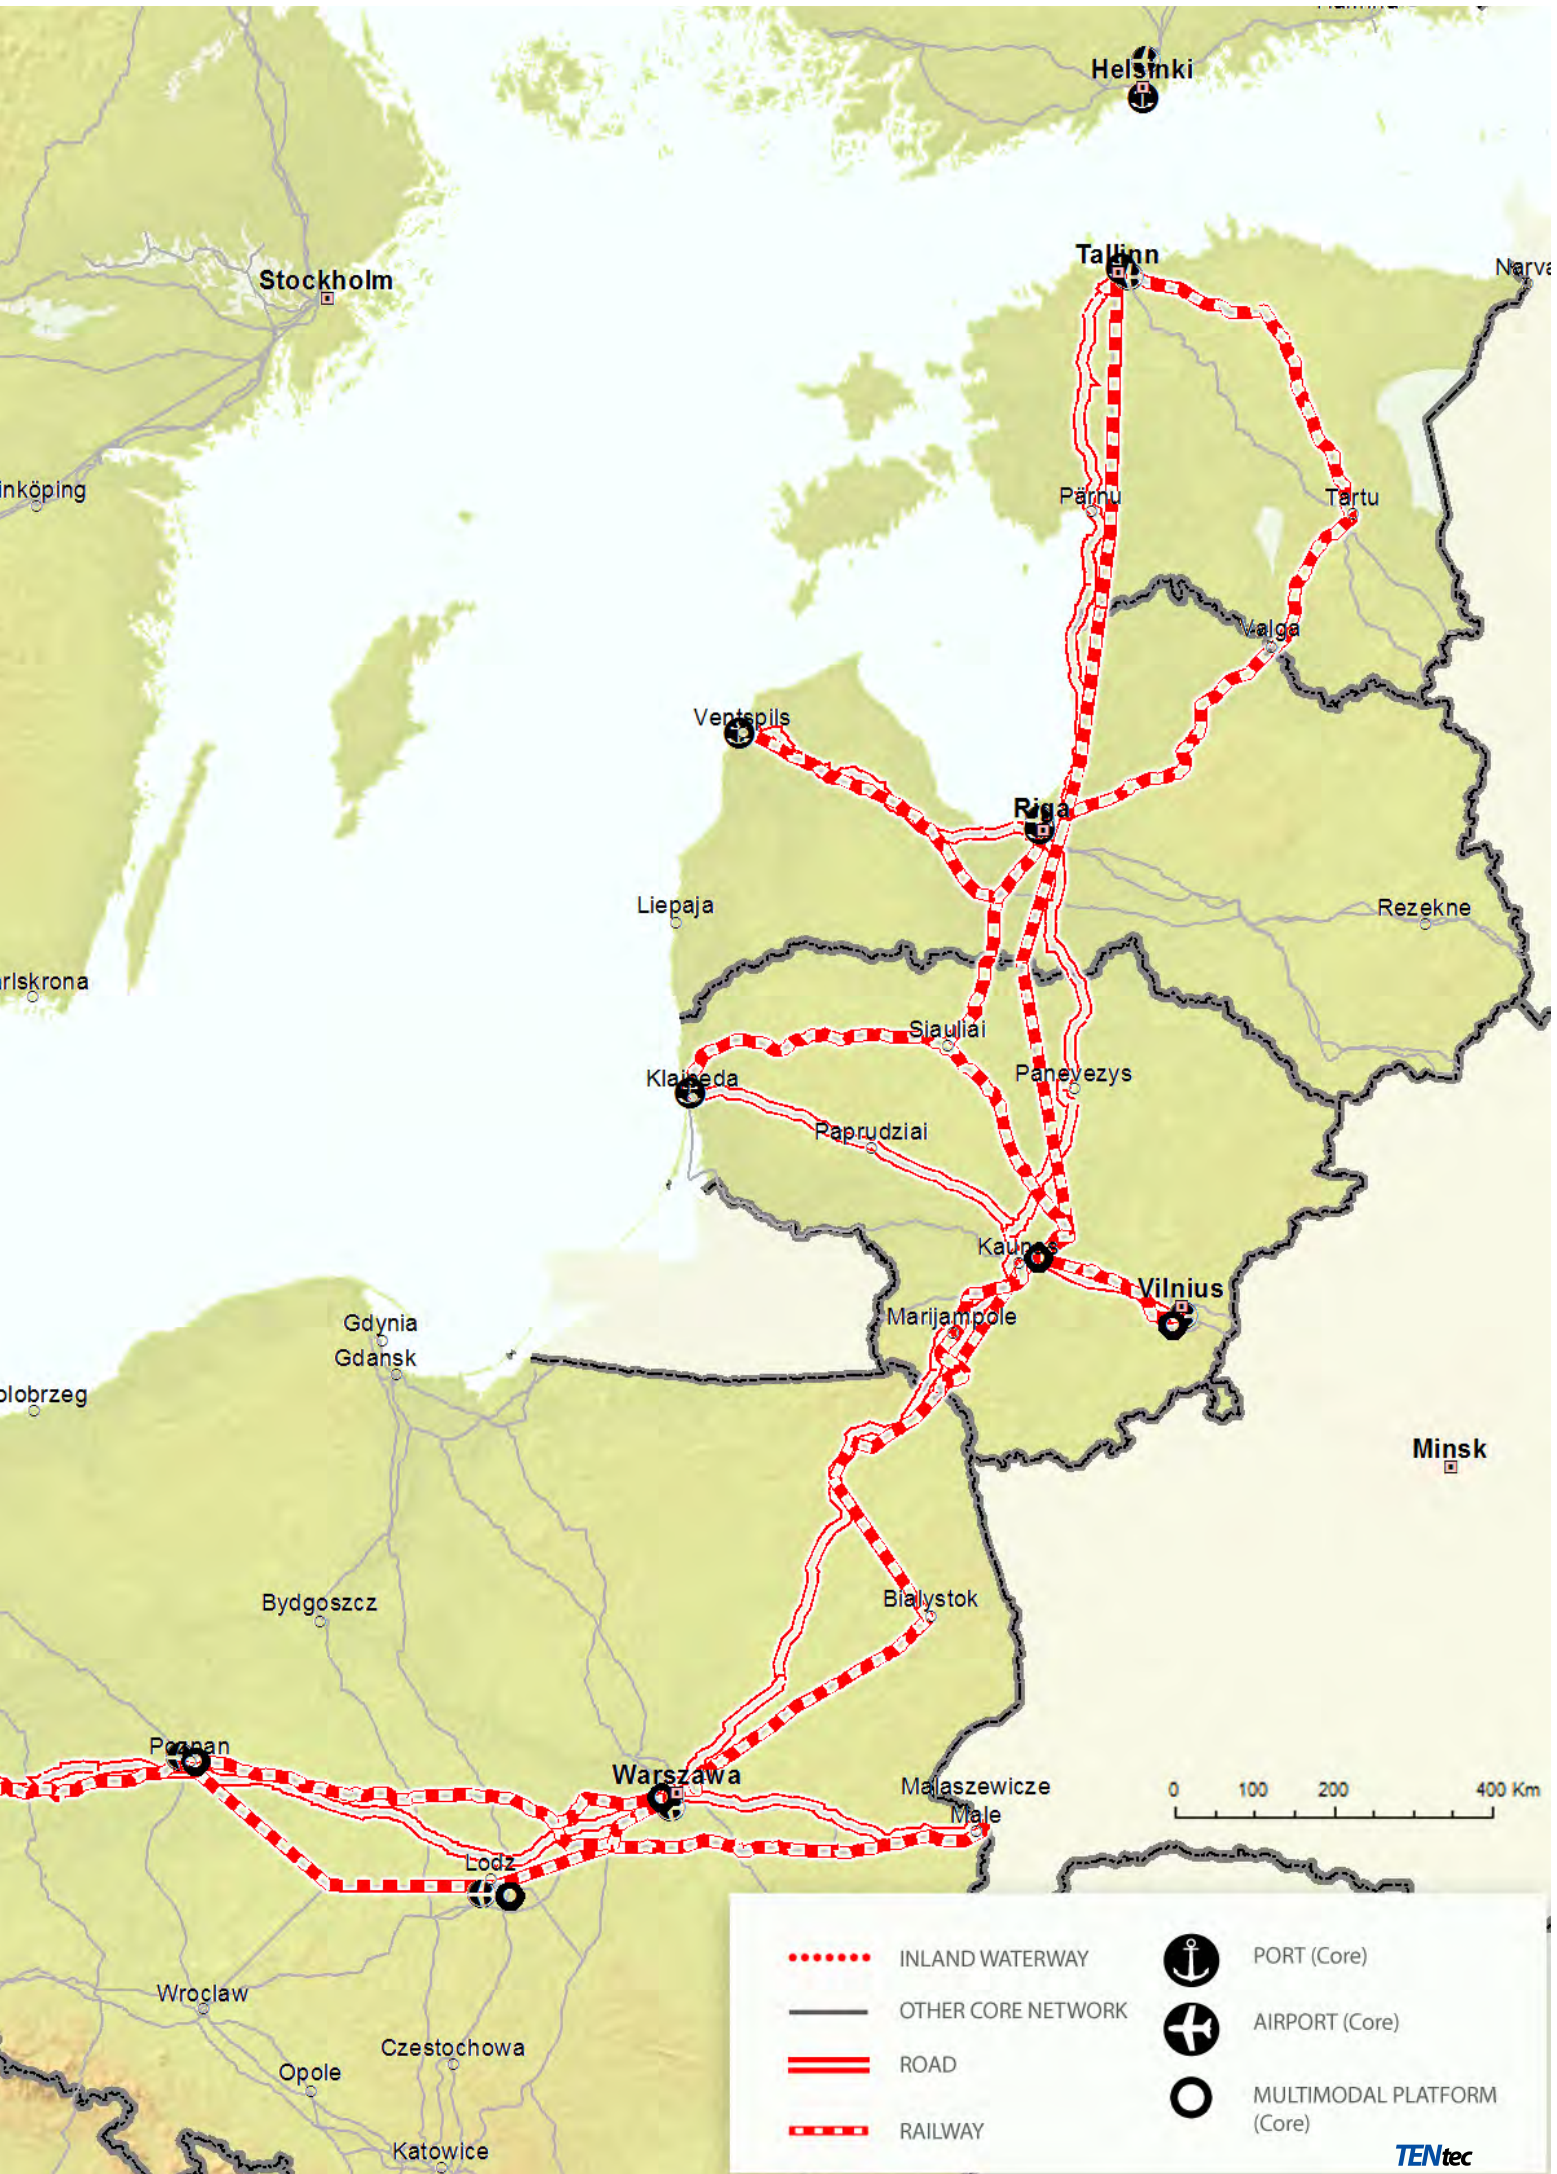 Helsinki
Tallinn
Narva
Stockholm
inköping
Pärnu
Tartu
Valga
Ventspils
Riga
Liepaja
Rezekne
arlskrona
Siauliai
Klaipeda
Panevezys
Paprudziai
Kaunas
Vilnius
Marijampole
Gdynia
Gdansk
olobrzeg
Minsk
Bydgoszcz
Bialystok
Poznan
Warszawa
Malaszewicze
Male
0 100 200 400 Km
Lodz
Wroclaw
Czestochowa
Opole
Katowice
INLAND WATERWAY
OTHER CORE NETWORK
ROAD
RAILWAY
PORT (Core)
AIRPORT (Core)
MULTIMODAL PLATFORM
(Core)
TENtec